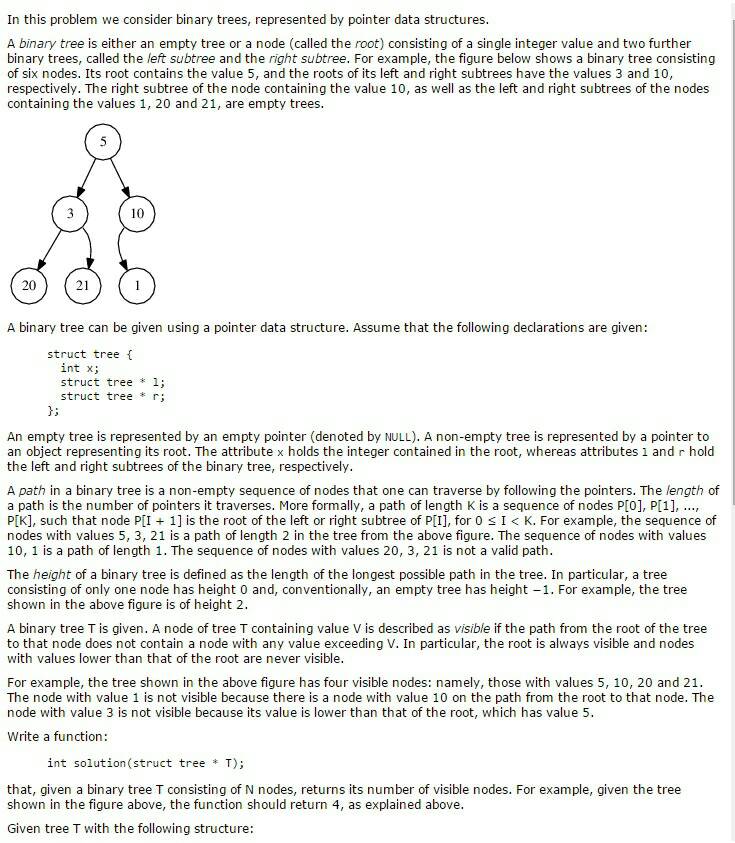 In this problem we consider binary trees, represented by pointer data structures.
A binary tree is either an empty tree or a node (called the root) consisting of a single integer value and two further
binary trees, called the left subtree and the right subtree. For example, the figure below shows a binary tree consisting
of six nodes. Its root contains the value 5, and the roots of its left and right subtrees have the values 3 and 10,
respectively. The right subtree of the node containing the value 10, as well as the left and right subtrees of the nodes
containing the values 1, 20 and 21, are empty trees.
5
3 10
20 21 1
A binary tree can be given using a pointer data structure. Assume that the following declarations are given:
struct tree {
int x;
struct tree * l;
struct tree * r;
};
An empty tree is represented by an empty pointer (denoted by NULL). A non-empty tree is represented by a pointer to
an object representing its root. The attribute x holds the integer contained in the root, whereas attributes l and r hold
the left and right subtrees of the binary tree, respectively.
A path in a binary tree is a non-empty sequence of nodes that one can traverse by following the pointers. The length of
a path is the number of pointers it traverses. More formally, a path of length K is a sequence of nodes P[0], P[1], ...,
P[K], such that node P[I + 1] is the root of the left or right subtree of P[I], for 0 ≤ I < K. For example, the sequence of
nodes with values 5, 3, 21 is a path of length 2 in the tree from the above figure. The sequence of nodes with values
10, 1 is a path of length 1. The sequence of nodes with values 20, 3, 21 is not a valid path.
The height of a binary tree is defined as the length of the longest possible path in the tree. In particular, a tree
consisting of only one node has height 0 and, conventionally, an empty tree has height −1. For example, the tree
shown in the above figure is of height 2.
A binary tree T is given. A node of tree T containing value V is described as visible if the path from the root of the tree
to that node does not contain a node with any value exceeding V. In particular, the root is always visible and nodes
with values lower than that of the root are never visible.
For example, the tree shown in the above figure has four visible nodes: namely, those with values 5, 10, 20 and 21.
The node with value 1 is not visible because there is a node with value 10 on the path from the root to that node. The
node with value 3 is not visible because its value is lower than that of the root, which has value 5.
Write a function:
int solution(struct tree * T);
that, given a binary tree T consisting of N nodes, returns its number of visible nodes. For example, given the tree
shown in the figure above, the function should return 4, as explained above.
Given tree T with the following structure: